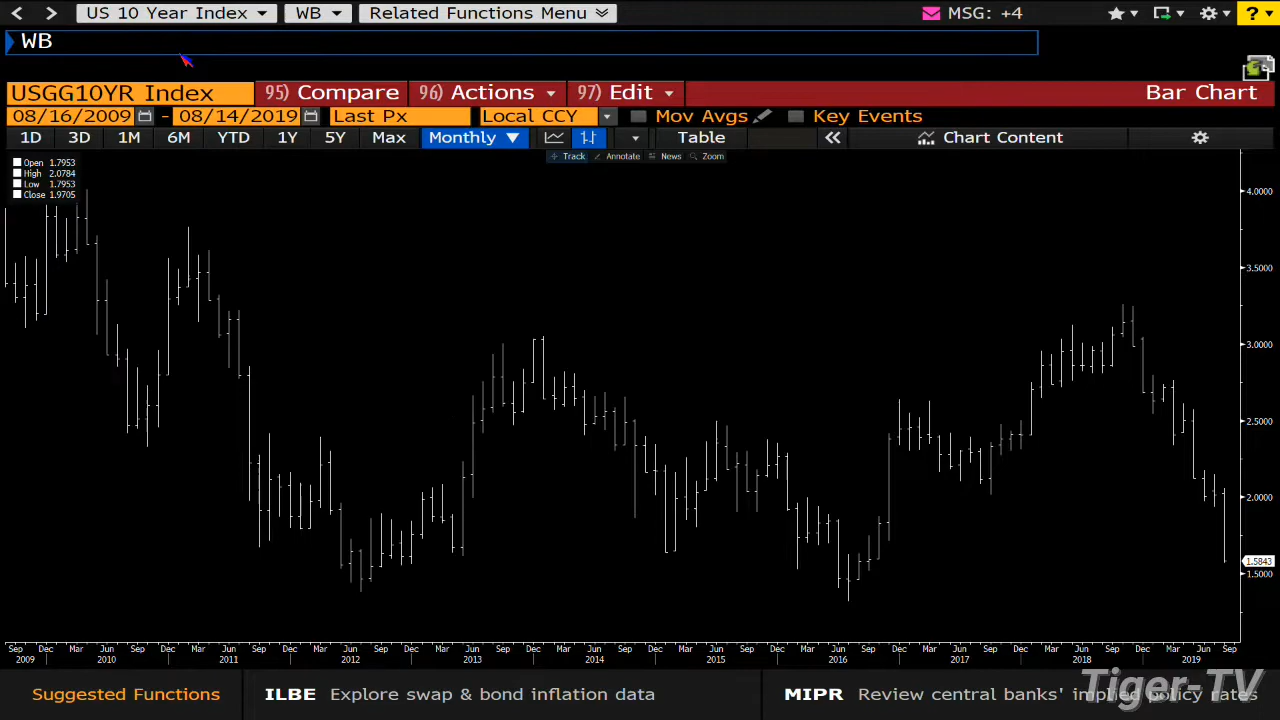 US 10 Year Index WB Related Functions Menu MSG: +4 ?
WB
USGG10YR Index 95) Compare 96) Actions 97) Edit Bar Chart
08/16/2009 - 08/14/2019 Last Px Local CCY Mov Avgs Key Events
1D 3D 1M 6M YTD 1Y 5Y Max Monthly ▼ Table « Chart Content
Track Annotate News Zoom
Open 1.7953
High 2.0784
Low 1.7953
Close 1.9705
4.0000
3.5000
3.0000
2.5000
2.0000
1.5843
1.5000
Sep Dec Mar Jun Sep Dec Mar Jun Sep Dec Mar Jun Sep Dec Mar Jun Sep Dec Mar Jun Sep Dec Mar Jun Sep Dec Mar Jun Sep Dec Mar Jun Sep Dec Mar Jun Sep Dec Mar Jun Sep
2009 2010 2011 2012 2013 2014 2015 2016 2017 2018 2019
Suggested Functions ILBE Explore swap & bond inflation data MIPR Review central banks' implied policy rates
Tiger-TV